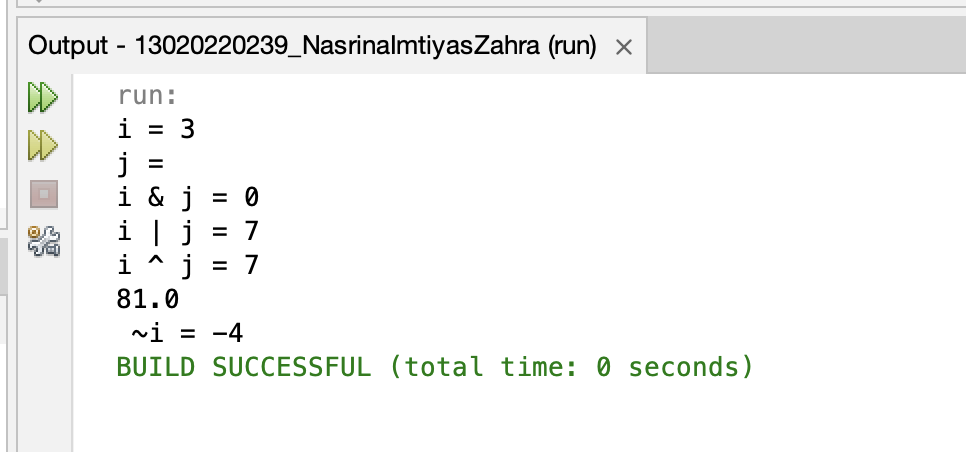 Output - 13020220239_NasrinaImtiyasZahra (run) ×
run:
i = 3
j =
i & j = 0
i | j = 7
i ^ j = 7
81.0
~i = -4
BUILD SUCCESSFUL (total time: 0 seconds)